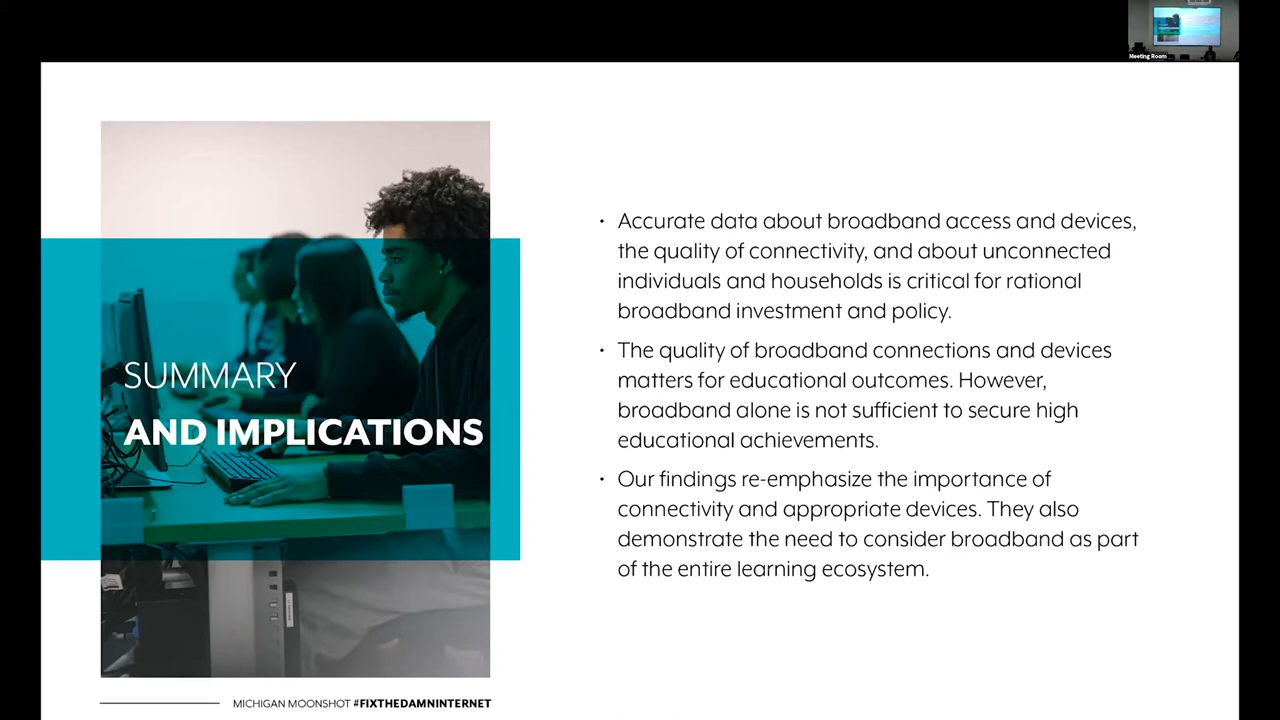 Meeting Room
SUMMARY
AND IMPLICATIONS
• Accurate data about broadband access and devices,
the quality of connectivity, and about unconnected
individuals and households is critical for rational
broadband investment and policy.
• The quality of broadband connections and devices
matters for educational outcomes. However,
broadband alone is not sufficient to secure high
educational achievements.
• Our findings re-emphasize the importance of
connectivity and appropriate devices. They also
demonstrate the need to consider broadband as part
of the entire learning ecosystem.
MICHIGAN MOONSHOT #FIXTHEDAMNINTERNET